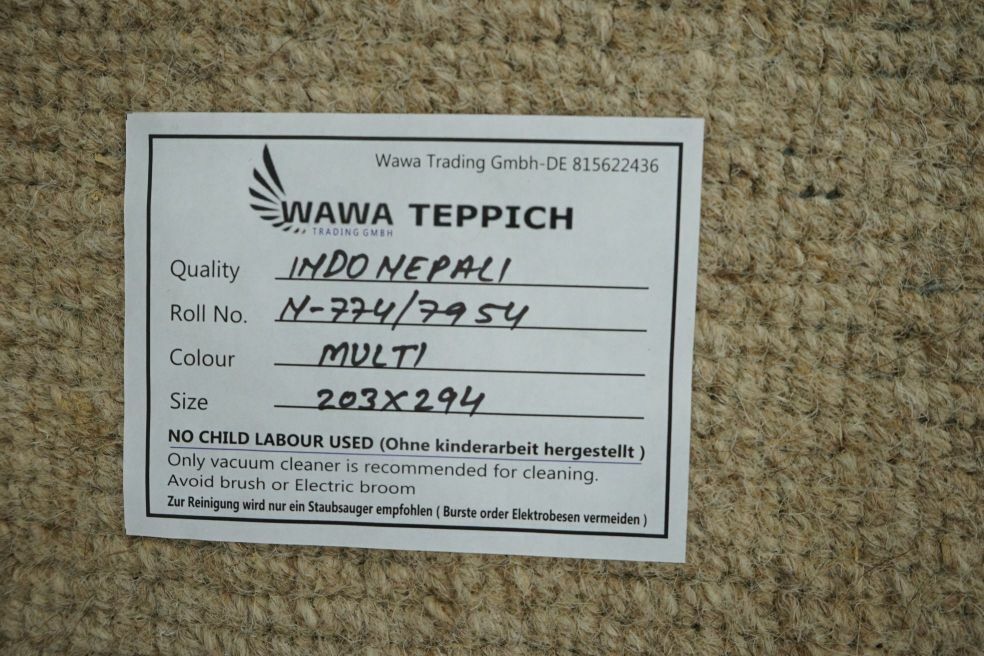 Wawa Trading Gmbh-DE 815622436
WAWA TEPPICH
TRADING GMBH
Quality INDO NEPALI
Roll No. N-774/7954
Colour MULTI
Size 203X294
NO CHILD LABOUR USED (Ohne kinderarbeit hergestellt )
Only vacuum cleaner is recommended for cleaning.
Avoid brush or Electric broom
Zur Reinigung wird nur ein Staubsauger empfohlen ( Burste order Elektrobesen vermeiden )